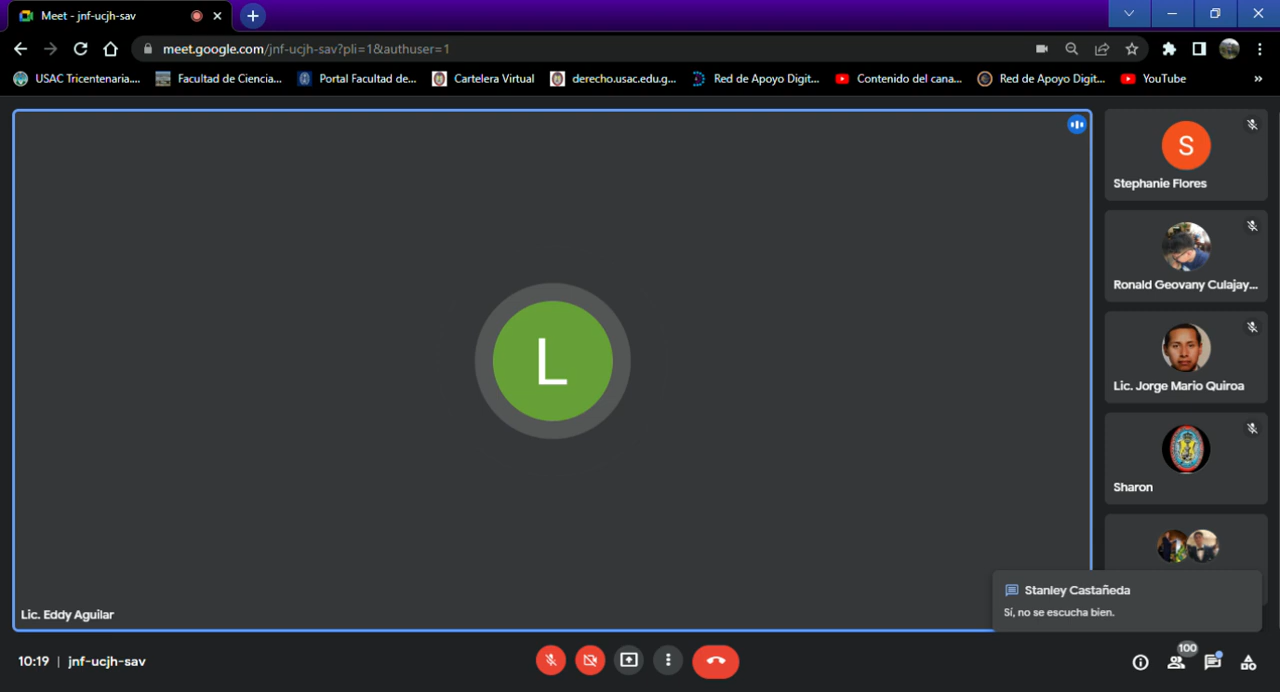 Meet - jnf-ucjh-sav
meet.google.com/jnf-ucjh-sav?pli=1&authuser=1
USAC Tricentenaria.... Facultad de Ciencia... Portal Facultad de... Cartelera Virtual derecho.usac.edu.g... Red de Apoyo Digit... Contenido del cana... Red de Apoyo Digit... YouTube »
S
Stephanie Flores
Ronald Geovany Culajay...
Lic. Jorge Mario Quiroa
Sharon
L
Lic. Eddy Aguilar
Stanley Castañeda
Sí, no se escucha bien.
10:19 | jnf-ucjh-sav
100